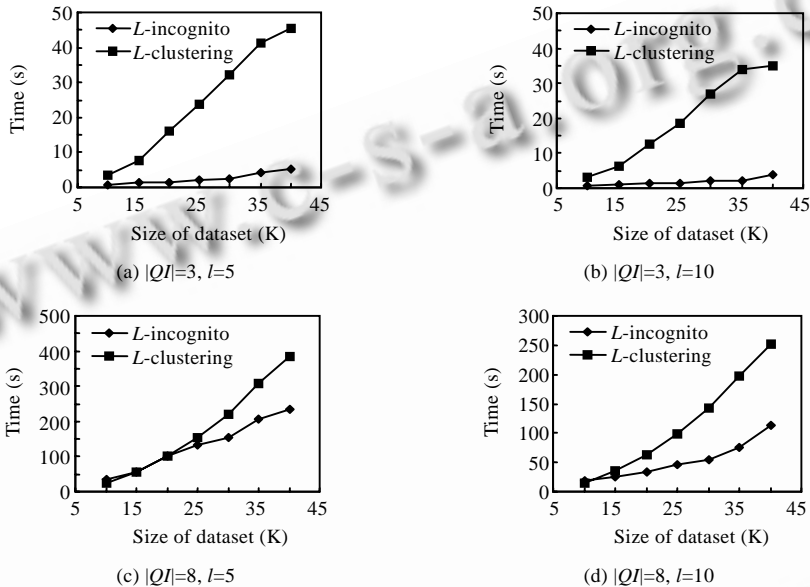 50
40
30
20
10
0
Time (s)
L-incognito
L-clustering
5 15 25 35 45
Size of dataset (K)
(a) |QI|=3, l=5
50
40
30
20
10
0
Time (s)
L-incognito
L-clustering
5 15 25 35 45
Size of dataset (K)
(b) |QI|=3, l=10
500
400
300
200
100
0
Time (s)
L-incognito
L-clustering
5 15 25 35 45
Size of dataset (K)
(c) |QI|=8, l=5
300
250
200
150
100
50
0
Time (s)
L-incognito
L-clustering
5 15 25 35 45
Size of dataset (K)
(d) |QI|=8, l=10
www.c-s-a.org.c